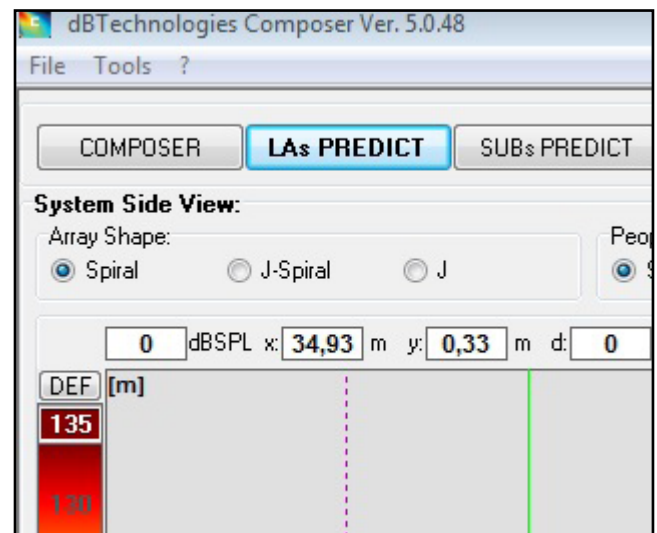 dBTechnologies Composer Ver. 5.0.48
File Tools ?
COMPOSER LAs PREDICT SUBs PREDICT
System Side View:
Array Shape:
Spiral J-Spiral J
0 dBSPL x: 34,93 m y: 0,33 m d: 0
DEF [m]
135
130